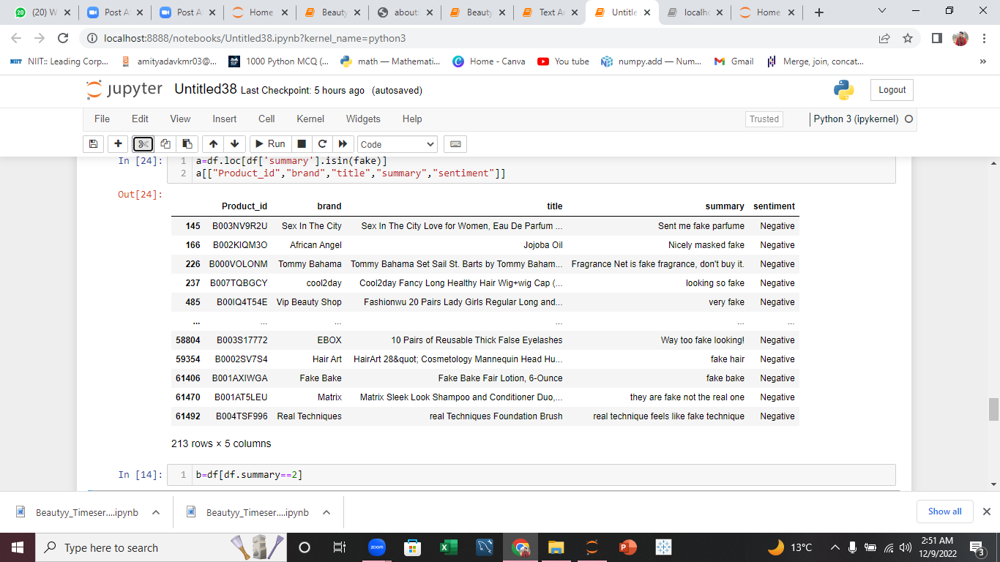 20 (20) W
Post A
Post A
Home
Beauty
about:
Beauty
Text An
Untitle
localho
Home
localhost:8888/notebooks/Untitled38.ipynb?kernel_name=python3
NIIT NIIT:: Leading Corp...
amityadavkmr03@...
1000 Python MCQ (...
math — Mathemati...
Home - Canva
You tube
numpy.add — Num...
Gmail
Merge, join, concat...
»
jupyter Untitled38 Last Checkpoint: 5 hours ago (autosaved)
Logout
File Edit View Insert Cell Kernel Widgets Help
Trusted
Python 3 (ipykernel)
Run
Code
In [24]: 1 a=df.loc[df['summary'].isin(fake)]
2 a[["Product_id","brand","title","summary","sentiment"]]
Out[24]:
Product_id brand title summary sentiment
145 B003NV9R2U Sex In The City Sex In The City Love for Women, Eau De Parfum ... Sent me fake parfume Negative
166 B002KIQM3O African Angel Jojoba Oil Nicely masked fake Negative
226 B000VOLONM Tommy Bahama Tommy Bahama Set Sail St. Barts by Tommy Baham... Fragrance Net is fake fragrance, don't buy it. Negative
237 B007TQBGCY cool2day Cool2day Fancy Long Healthy Hair Wig+wig Cap (... looking so fake Negative
485 B00IQ4T54E Vip Beauty Shop Fashionwu 20 Pairs Lady Girls Regular Long and... very fake Negative
... ... ... ... ... ...
58804 B003S17772 EBOX 10 Pairs of Reusable Thick False Eyelashes Way too fake looking! Negative
59354 B0002SV7S4 Hair Art HairArt 28&quot; Cosmetology Mannequin Head Hu... fake hair Negative
61406 B001AXIWGA Fake Bake Fake Bake Fair Lotion, 6-Ounce fake bake Negative
61470 B001AT5LEU Matrix Matrix Sleek Look Shampoo and Conditioner Duo,... they are fake not the real one Negative
61492 B004TSF996 Real Techniques real Techniques Foundation Brush real technique feels like fake technique Negative
213 rows × 5 columns
In [14]: 1 b=df[df.summary==2]
Beautyy_Timeser....ipynb
Beautyy_Timeser....ipynb
Show all
Type here to search
zoom
13°C
2:51 AM
12/9/2022
3